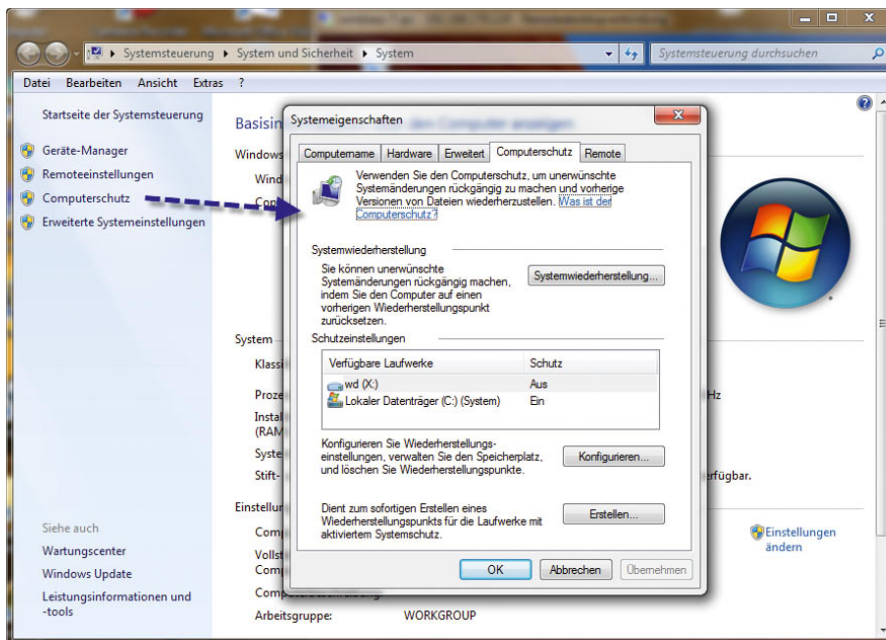 Systemsteuerung ▸ System und Sicherheit ▸ System
Systemsteuerung durchsuchen
Datei Bearbeiten Ansicht Extras ?
Startseite der Systemsteuerung
Geräte-Manager
Remoteeinstellungen
Computerschutz
Erweiterte Systemeinstellungen
Siehe auch
Wartungscenter
Windows Update
Leistungsinformationen und
-tools
Basisin
Windows
Wind
Cop
System
Klassi
Proze
Hz
Instal
(RAM
Syste
Stift-
erfügbar.
Einstellun
Comp
Vollst
Comp
Arbeitsgruppe: WORKGROUP
Einstellungen
ändern
Systemeigenschaften
Computername Hardware Erweitert Computerschutz Remote
Verwenden Sie den Computerschutz, um unerwünschte
Systemänderungen rückgängig zu machen und vorherige
Versionen von Dateien wiederherzustellen. Was ist der
Computerschutz?
Systemwiederherstellung
Sie können unerwünschte
Systemänderungen rückgängig machen,
indem Sie den Computer auf einen
vorherigen Wiederherstellungspunkt
zurücksetzen.
Systemwiederherstellung...
Schutzeinstellungen
Verfügbare Laufwerke Schutz
wd (X:) Aus
Lokaler Datenträger (C:) (System) Ein
Konfigurieren Sie Wiederherstellungs-
einstellungen, verwalten Sie den Speicherplatz,
und löschen Sie Wiederherstellungspunkte.
Konfigurieren...
Dient zum sofortigen Erstellen eines
Wiederherstellungspunkts für die Laufwerke mit
aktiviertem Systemschutz.
Erstellen...
OK Abbrechen Übernehmen